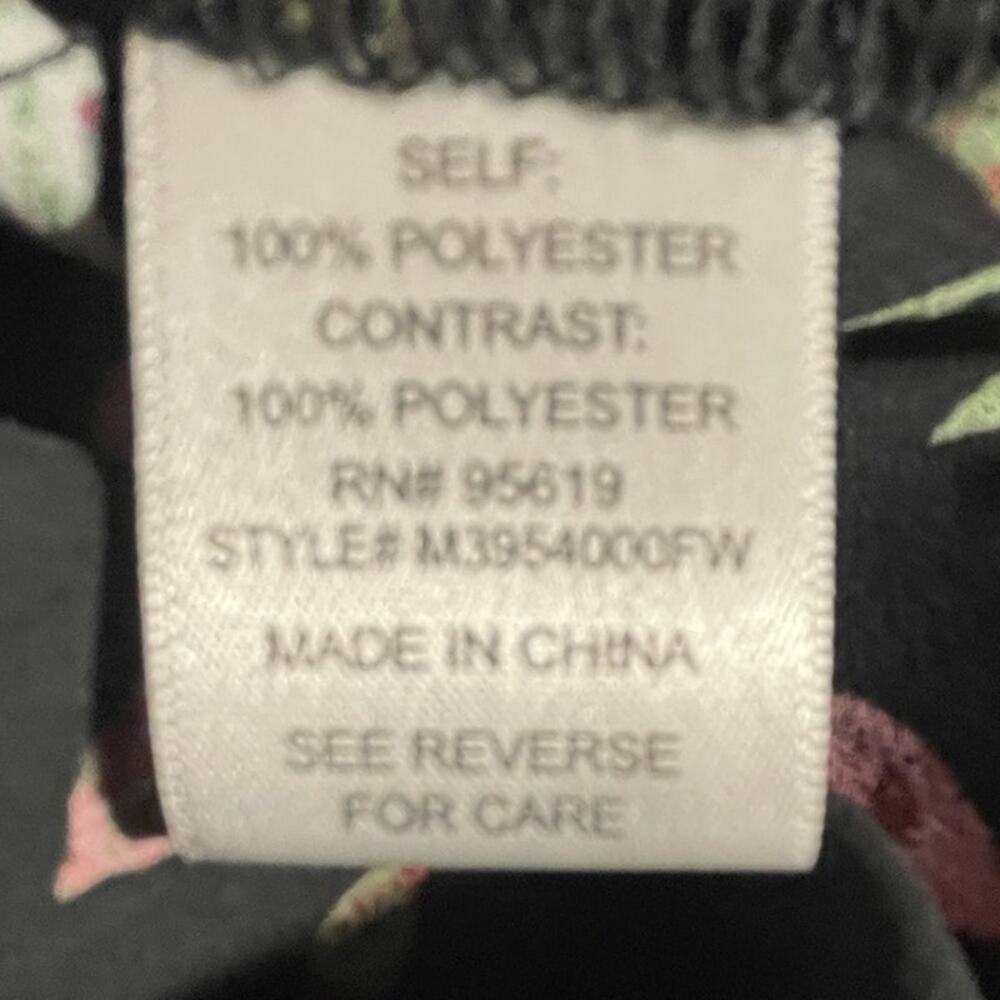 SELF:
100% POLYESTER
CONTRAST:
100% POLYESTER
RN# 95619
STYLE# M3954000FW
MADE IN CHINA
SEE REVERSE
FOR CARE